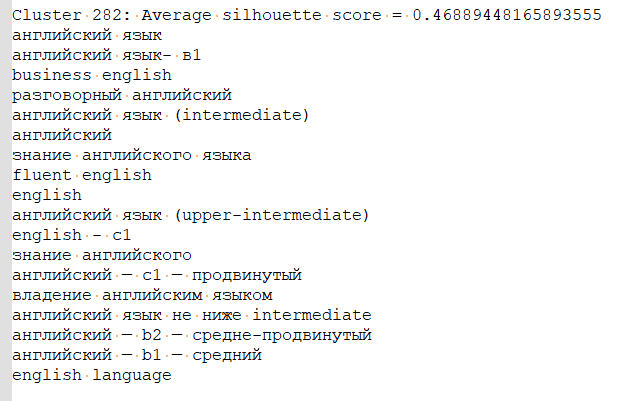 Cluster 282: Average silhouette score = 0.46889448165893555
английский язык
английский язык- в1
business english
разговорный английский
английский язык (intermediate)
английский
знание английского языка
fluent english
english
английский язык (upper-intermediate)
english - c1
знание английского
английский — c1 — продвинутый
владение английским языком
английский язык не ниже intermediate
английский — b2 — средне-продвинутый
английский — b1 — средний
english language